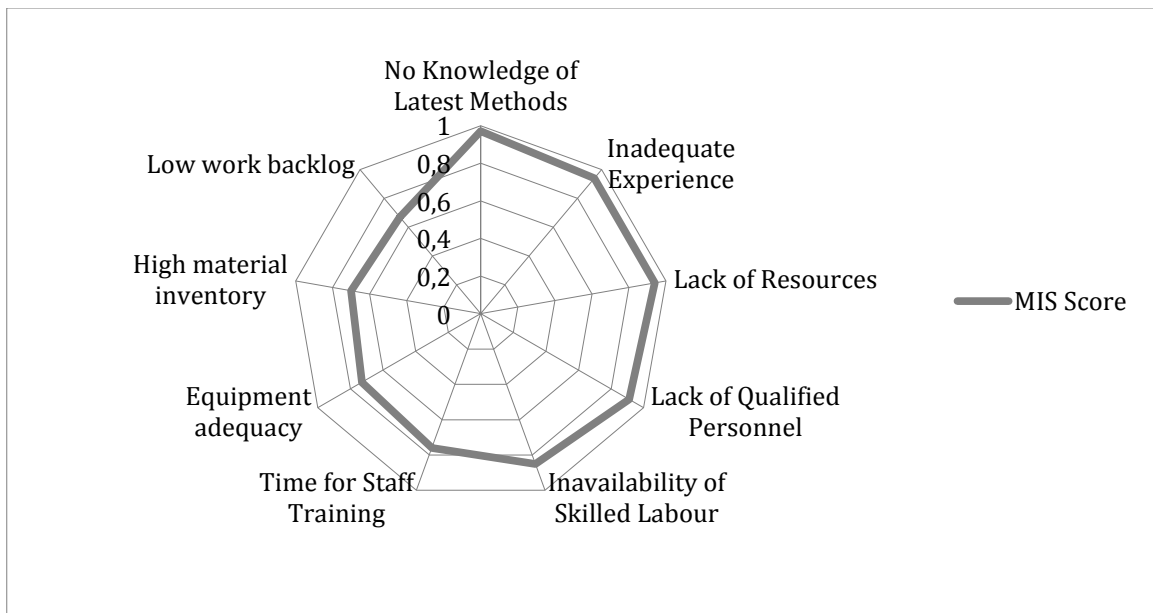 No Knowledge of
Latest Methods
Inadequate
Experience
Lack of Resources
Lack of Qualified
Personnel
Inavailability of
Skilled Labour
Time for Staff
Training
Equipment
adequacy
High material
inventory
Low work backlog
1
0,8
0,6
0,4
0,2
0
MIS Score